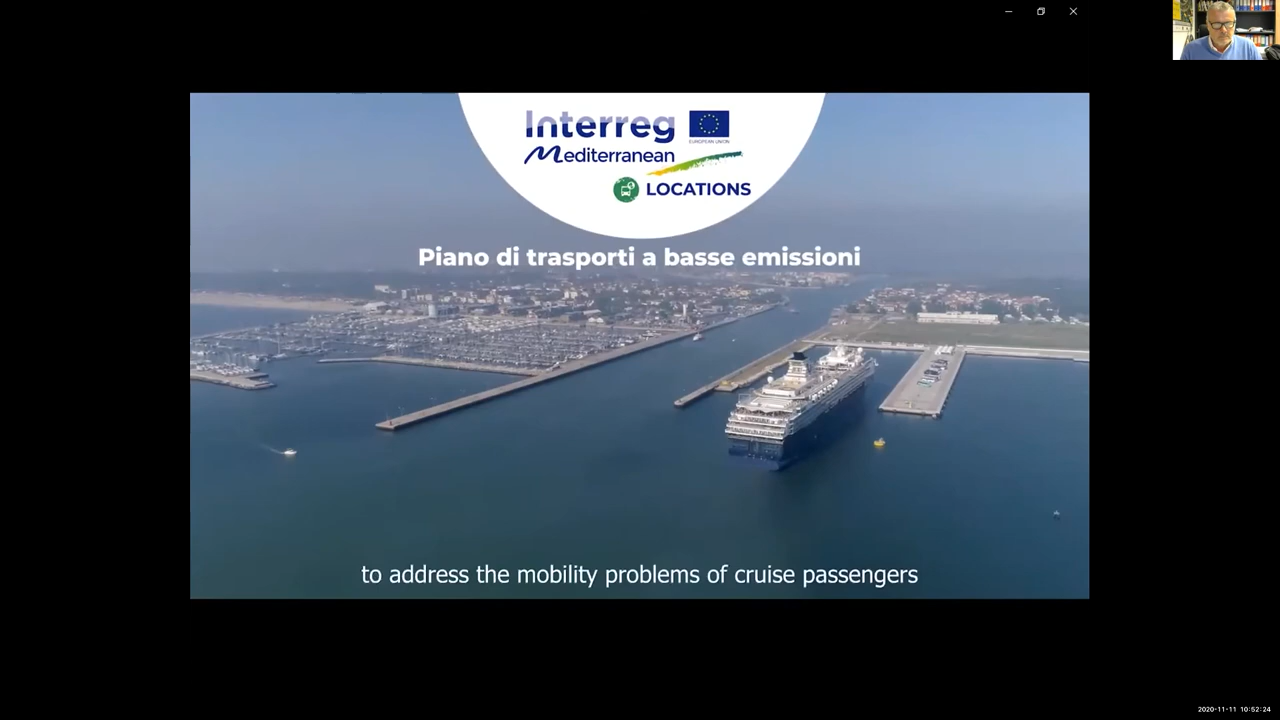 Interreg
EUROPEAN UNION
Mediterranean
LOCATIONS
Piano di trasporti a basse emissioni
to address the mobility problems of cruise passengers
2020-11-11 10:52:24